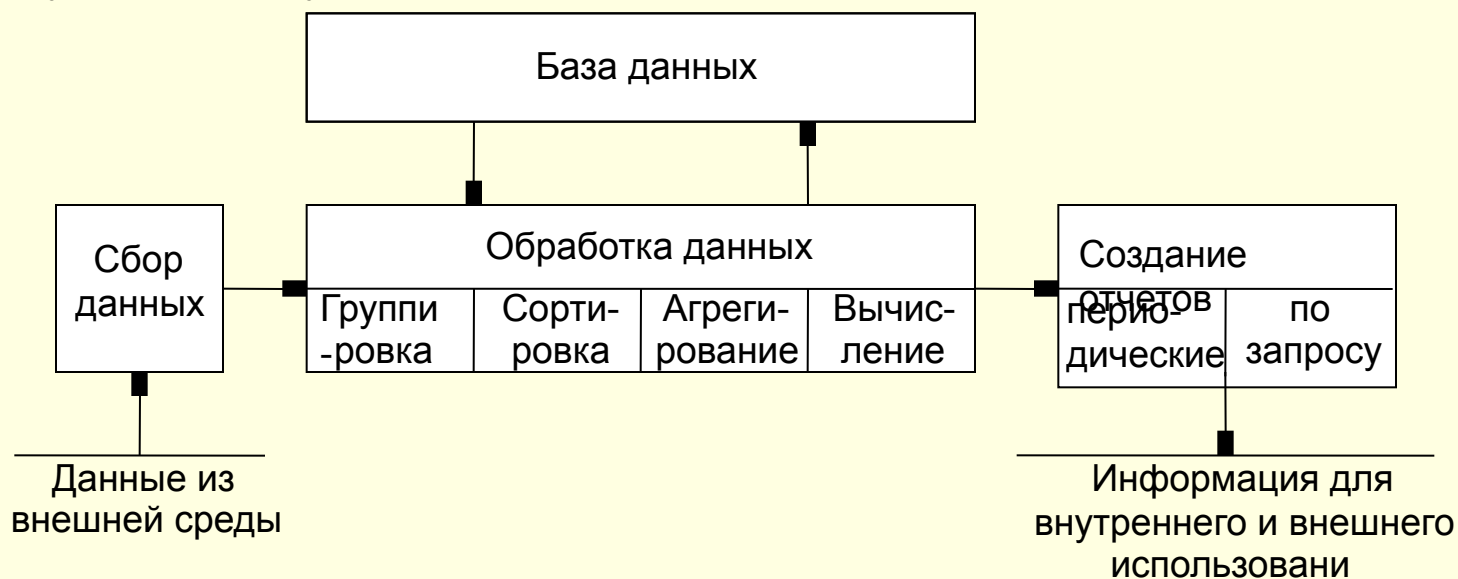 База данных
Сбор
данных
Обработка данных
Группи
-ровка
Сорти-
ровка
Агреги-
рование
Вычис-
ление
Создание
отчетов
перио-
дические
по
запросу
Данные из
внешней среды
Информация для
внутреннего и внешнего
использовани